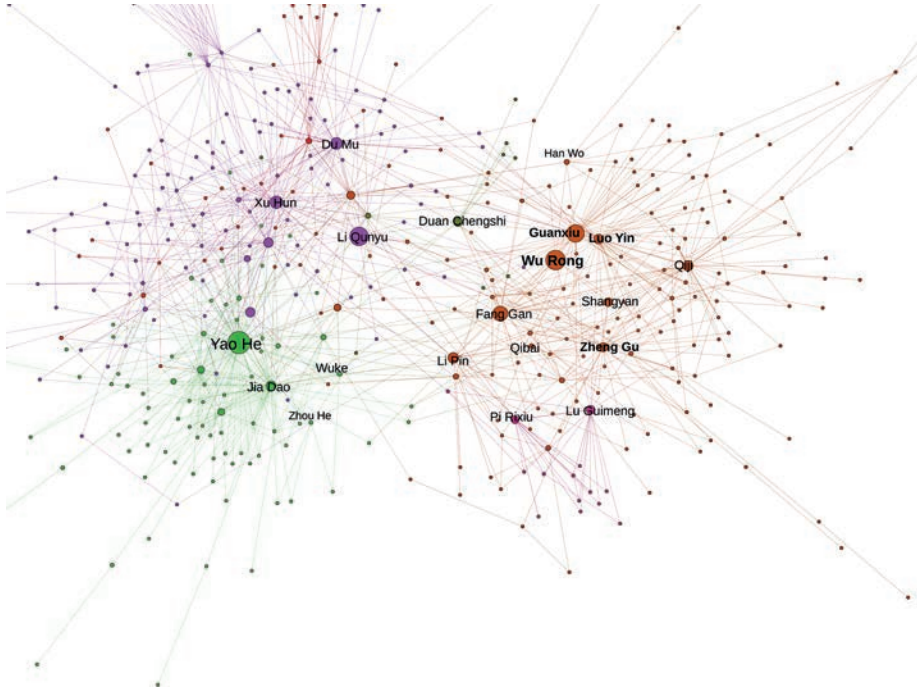 Du Mu
Han Wo
Xu Hun
Duan Chengshi
Li Qunyu
Guanxiu
Luo Yin
Wu Rong
Qiji
Shangyan
Fang Gan
Yao He
Qibai
Zheng Gu
Li Pin
Wuke
Jia Dao
Zhou He
Pi Rixiu
Lu Guimeng